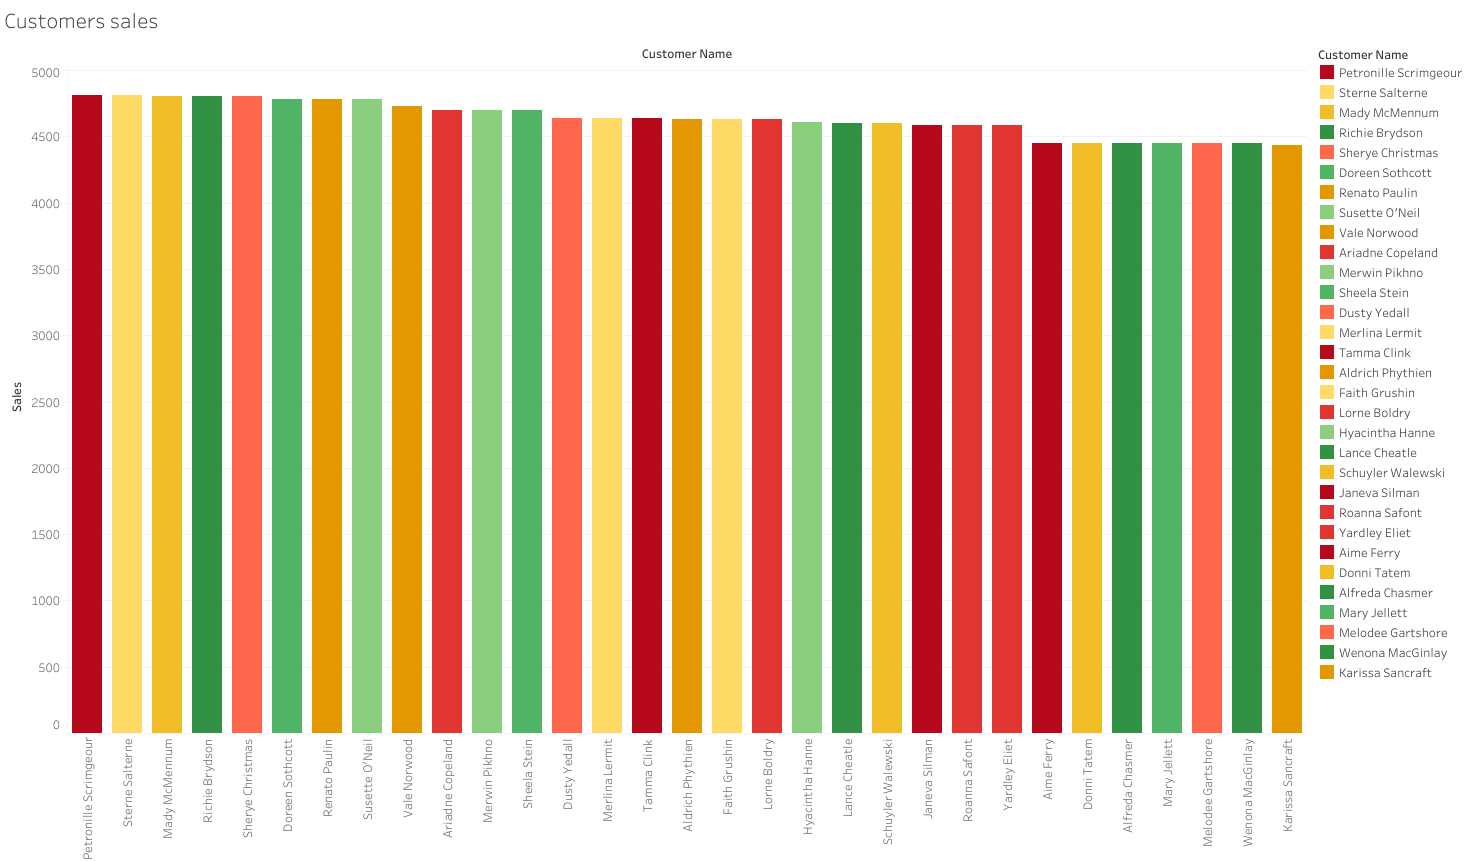 Customers sales
Customer Name
Sales
5000
4500
4000
3500
3000
2500
2000
1500
1000
500
0
Petronille Scrimgeour
Sterne Salterne
Mady McMennum
Richie Brydson
Sherye Christmas
Doreen Sothcott
Renato Paulin
Susette O'Neil
Vale Norwood
Ariadne Copeland
Merwin Pikhno
Sheela Stein
Dusty Yedall
Merlina Lermit
Tamma Clink
Aldrich Phythien
Faith Grushin
Lorne Boldry
Hyacintha Hanne
Lance Cheatle
Schuyler Walewski
Janeva Silman
Roanna Safont
Yardley Eliet
Aime Ferry
Donni Tatem
Alfreda Chasmer
Mary Jellett
Melodee Gartshore
Wenona MacGinlay
Karissa Sancraft
Customer Name
Petronille Scrimgeour
Sterne Salterne
Mady McMennum
Richie Brydson
Sherye Christmas
Doreen Sothcott
Renato Paulin
Susette O'Neil
Vale Norwood
Ariadne Copeland
Merwin Pikhno
Sheela Stein
Dusty Yedall
Merlina Lermit
Tamma Clink
Aldrich Phythien
Faith Grushin
Lorne Boldry
Hyacintha Hanne
Lance Cheatle
Schuyler Walewski
Janeva Silman
Roanna Safont
Yardley Eliet
Aime Ferry
Donni Tatem
Alfreda Chasmer
Mary Jellett
Melodee Gartshore
Wenona MacGinlay
Karissa Sancraft